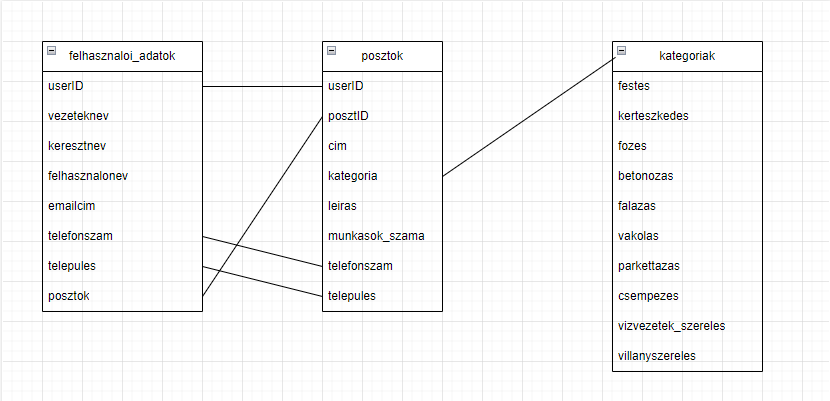 felhasznaloi_adatok
userID
vezeteknev
keresztnev
felhasznalonev
emailcim
telefonszam
telepules
posztok
posztok
userID
posztID
cim
kategoria
leiras
munkasok_szama
telefonszam
telepules
kategoriak
festes
kerteszkedes
fozes
betonozas
falazas
vakolas
parkettazas
csempezes
vizvezetek_szereles
villanyszereles